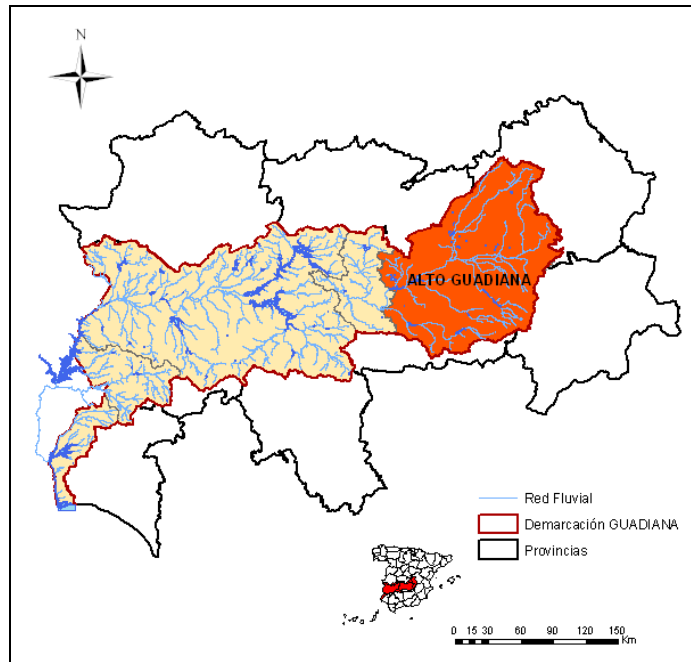 N
ALTO GUADIANA
Red Fluvial
Demarcación GUADIANA
Provincias
0 15 30 60 90 120 150
Km